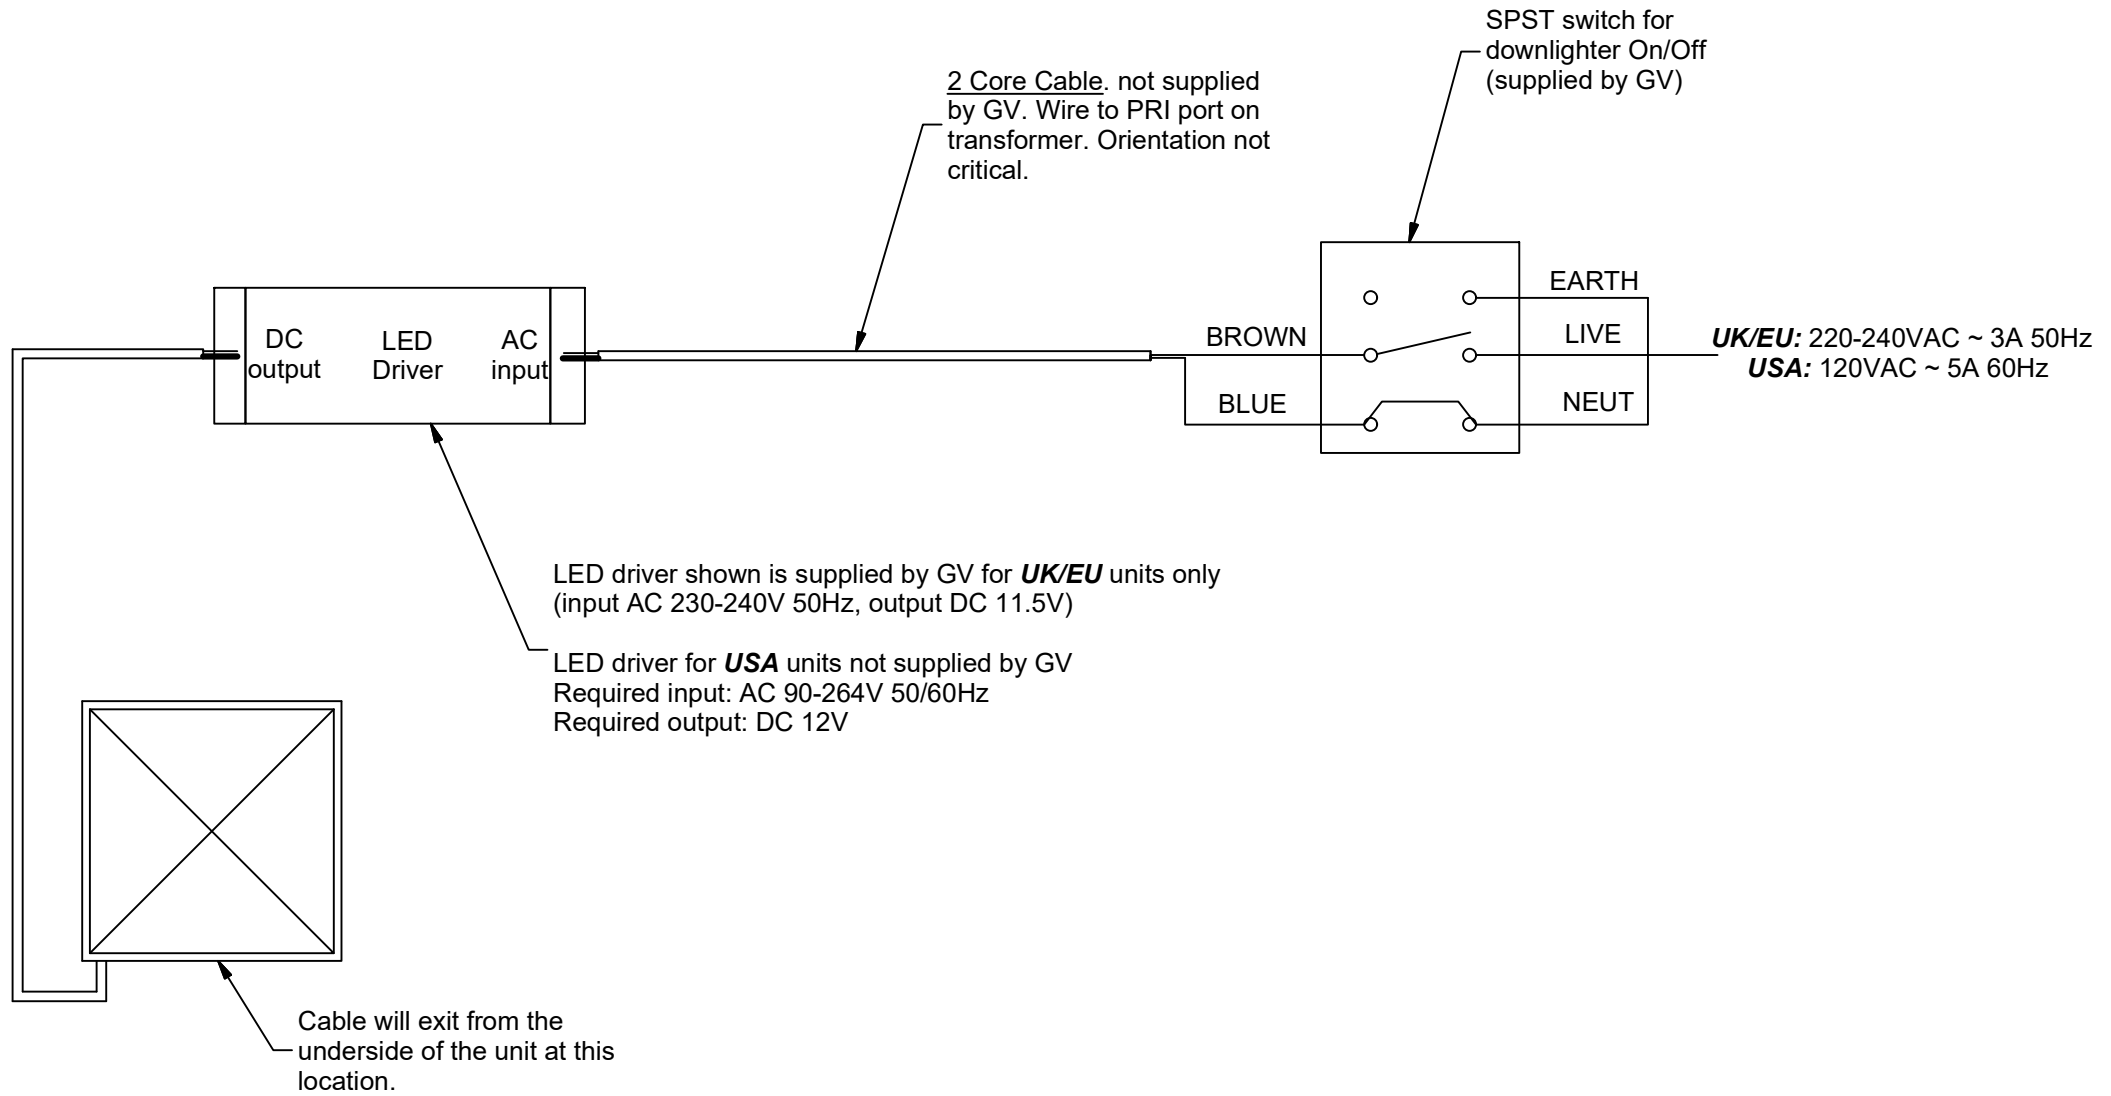 SPST switch for
downlighter On/Off
(supplied by GV)
2 Core Cable. not supplied
by GV. Wire to PRI port on
transformer. Orientation not
critical.
DC
output
LED
Driver
AC
input
BROWN
BLUE
EARTH
LIVE
NEUT
UK/EU: 220-240VAC ~ 3A 50Hz
USA: 120VAC ~ 5A 60Hz
LED driver shown is supplied by GV for UK/EU units only
(input AC 230-240V 50Hz, output DC 11.5V)
LED driver for USA units not supplied by GV
Required input: AC 90-264V 50/60Hz
Required output: DC 12V
Cable will exit from the
underside of the unit at this
location.